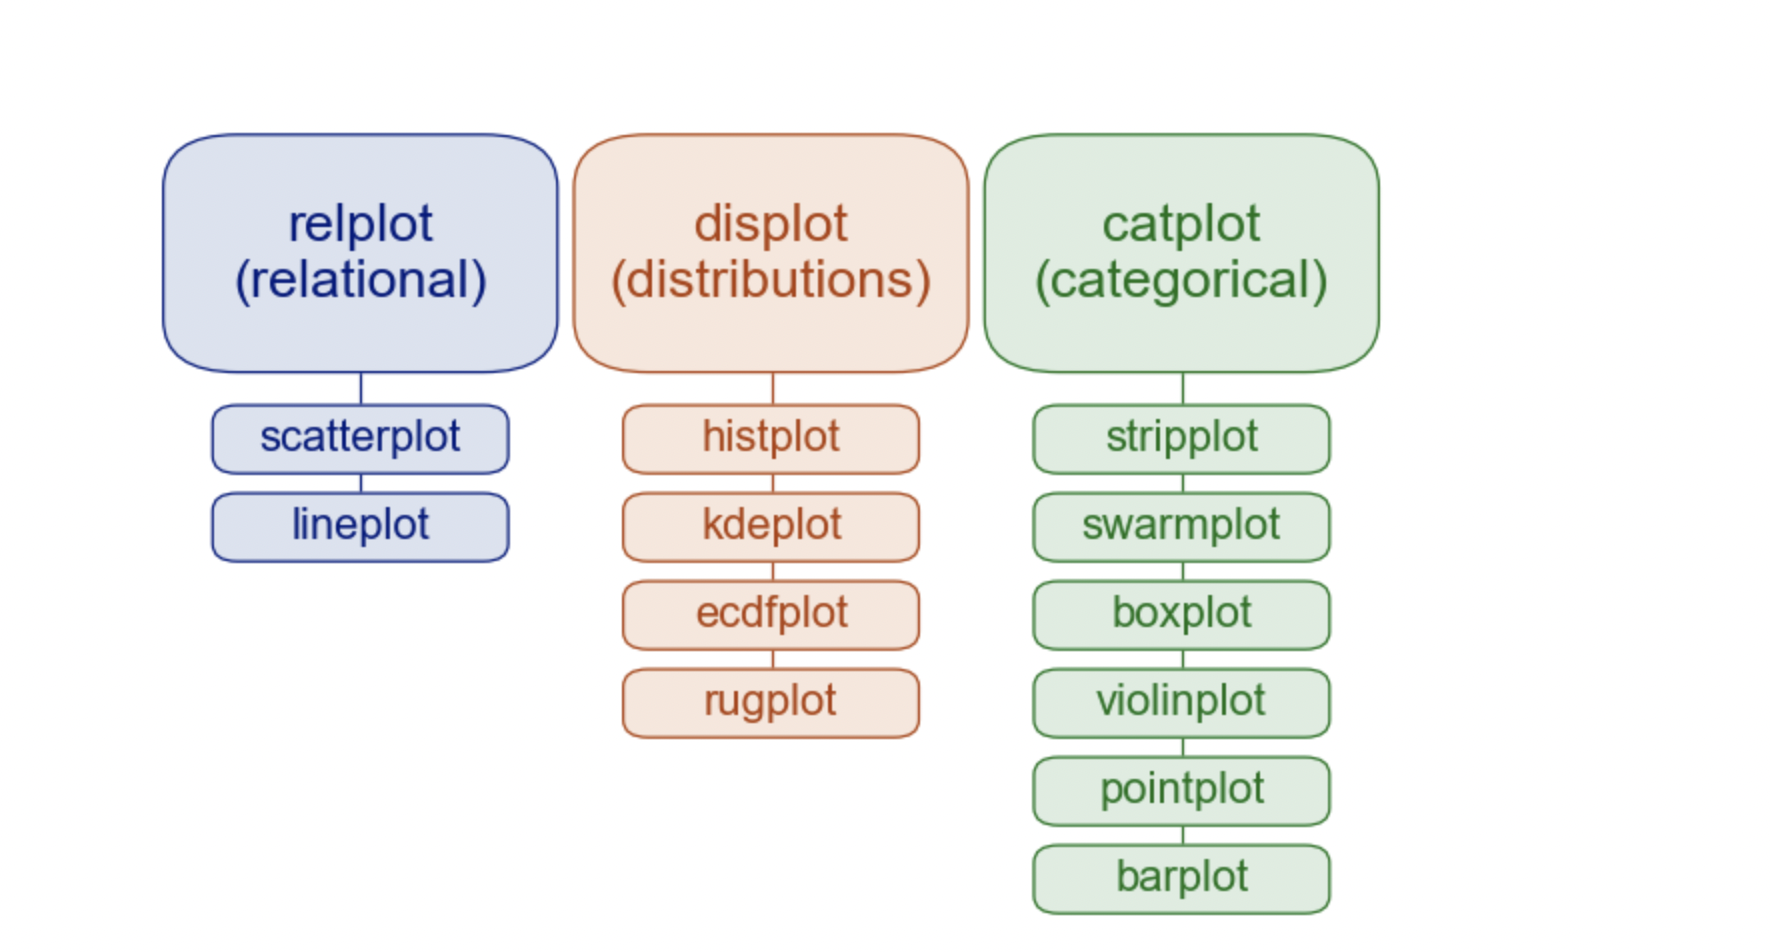 relplot
(relational)
scatterplot
lineplot
displot
(distributions)
histplot
kdeplot
ecdfplot
rugplot
catplot
(categorical)
stripplot
swarmplot
boxplot
violinplot
pointplot
barplot